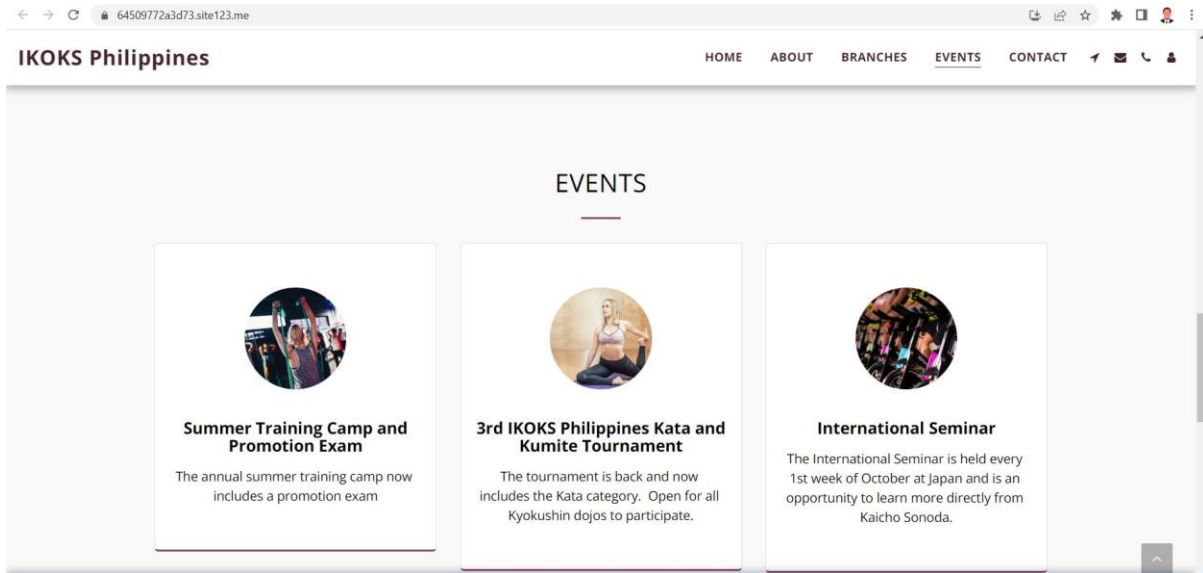 64509772a3d73.site123.me
IKOKS Philippines
HOME ABOUT BRANCHES EVENTS CONTACT
EVENTS
Summer Training Camp and
Promotion Exam
The annual summer training camp now
includes a promotion exam
3rd IKOKS Philippines Kata and
Kumite Tournament
The tournament is back and now
includes the Kata category.  Open for all
Kyokushin dojos to participate.
International Seminar
The International Seminar is held every
1st week of October at Japan and is an
opportunity to learn more directly from
Kaicho Sonoda.